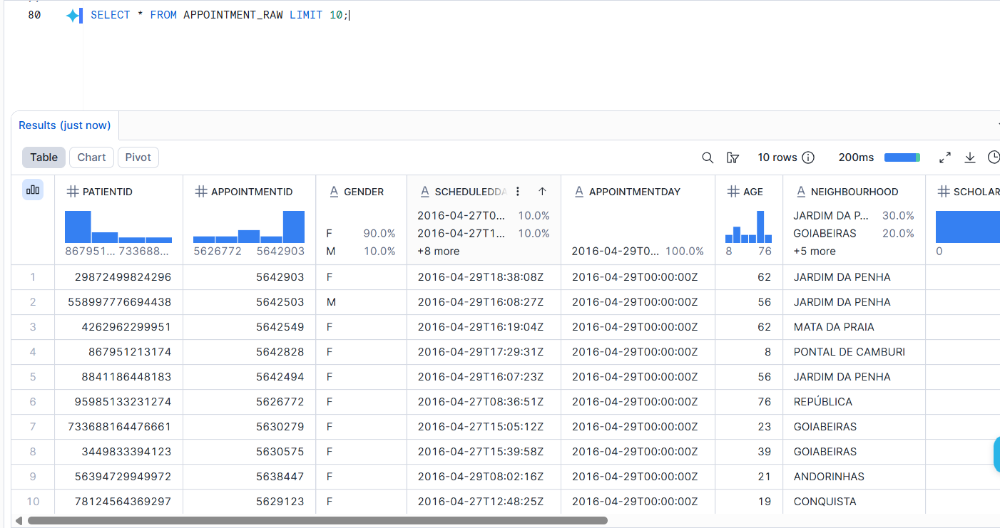 80 SELECT * FROM APPOINTMENT_RAW LIMIT 10;
Results (just now)
Table Chart Pivot 10 rows 200ms
PATIENTID APPOINTMENTID GENDER SCHEDULEDDA APPOINTMENTDAY AGE NEIGHBOURHOOD SCHOLAR
2016-04-27T0... 10.0% JARDIM DA P... 30.0%
F 90.0% 2016-04-27T1... 10.0% GOIABEIRAS 20.0%
867951... 733688... 5626772 5642903 M 10.0% +8 more 2016-04-29T0... 100.0% 8 76 +5 more 0
1 29872499824296 5642903 F 2016-04-29T18:38:08Z 2016-04-29T00:00:00Z 62 JARDIM DA PENHA
2 558997776694438 5642503 M 2016-04-29T16:08:27Z 2016-04-29T00:00:00Z 56 JARDIM DA PENHA
3 4262962299951 5642549 F 2016-04-29T16:19:04Z 2016-04-29T00:00:00Z 62 MATA DA PRAIA
4 867951213174 5642828 F 2016-04-29T17:29:31Z 2016-04-29T00:00:00Z 8 PONTAL DE CAMBURI
5 8841186448183 5642494 F 2016-04-29T16:07:23Z 2016-04-29T00:00:00Z 56 JARDIM DA PENHA
6 95985133231274 5626772 F 2016-04-27T08:36:51Z 2016-04-29T00:00:00Z 76 REPÚBLICA
7 733688164476661 5630279 F 2016-04-27T15:05:12Z 2016-04-29T00:00:00Z 23 GOIABEIRAS
8 3449833394123 5630575 F 2016-04-27T15:39:58Z 2016-04-29T00:00:00Z 39 GOIABEIRAS
9 56394729949972 5638447 F 2016-04-29T08:02:16Z 2016-04-29T00:00:00Z 21 ANDORINHAS
10 78124564369297 5629123 F 2016-04-27T12:48:25Z 2016-04-29T00:00:00Z 19 CONQUISTA